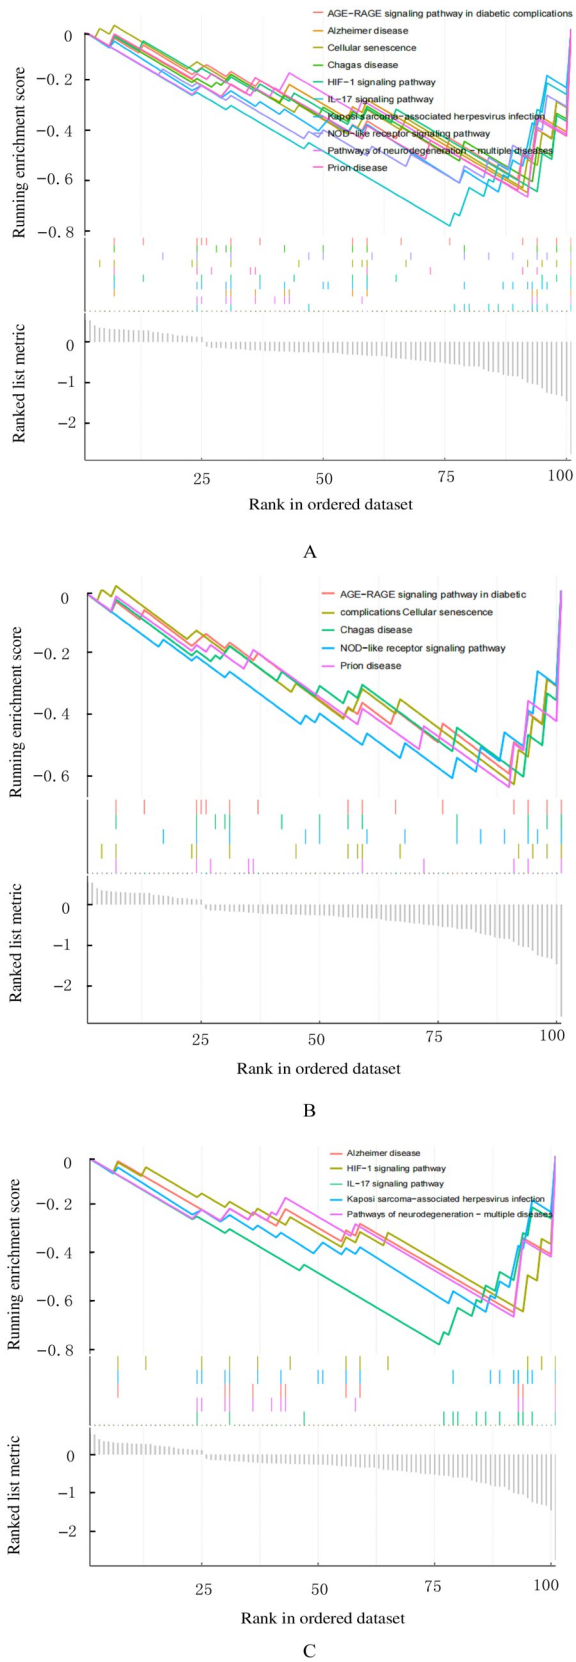 AGE−RAGE signaling pathway in diabetic complications
Alzheimer disease
Cellular senescence
Chagas disease
HIF−1 signaling pathway
IL−17 signaling pathway
Kaposi sarcoma−associated herpesvirus infection
NOD−like receptor signaling pathway
Pathways of neurodegeneration − multiple diseases
Prion disease
Running enrichment score
0
−0.2
−0.4
−0.6
−0.8
Ranked list metric
0
−1
−2
25 50 75 100
Rank in ordered dataset
A
AGE−RAGE signaling pathway in diabetic
complications Cellular senescence
Chagas disease
NOD−like receptor signaling pathway
Prion disease
Running enrichment score
0
−0.2
−0.4
−0.6
Ranked list metric
0
−1
−2
25 50 75 100
Rank in ordered dataset
B
Alzheimer disease
HIF−1 signaling pathway
IL−17 signaling pathway
Kaposi sarcoma−associated herpesvirus infection
Pathways of neurodegeneration − multiple diseases
Running enrichment score
0
−0.2
−0.4
−0.6
−0.8
Ranked list metric
0
−1
−2
25 50 75 100
Rank in ordered dataset
C